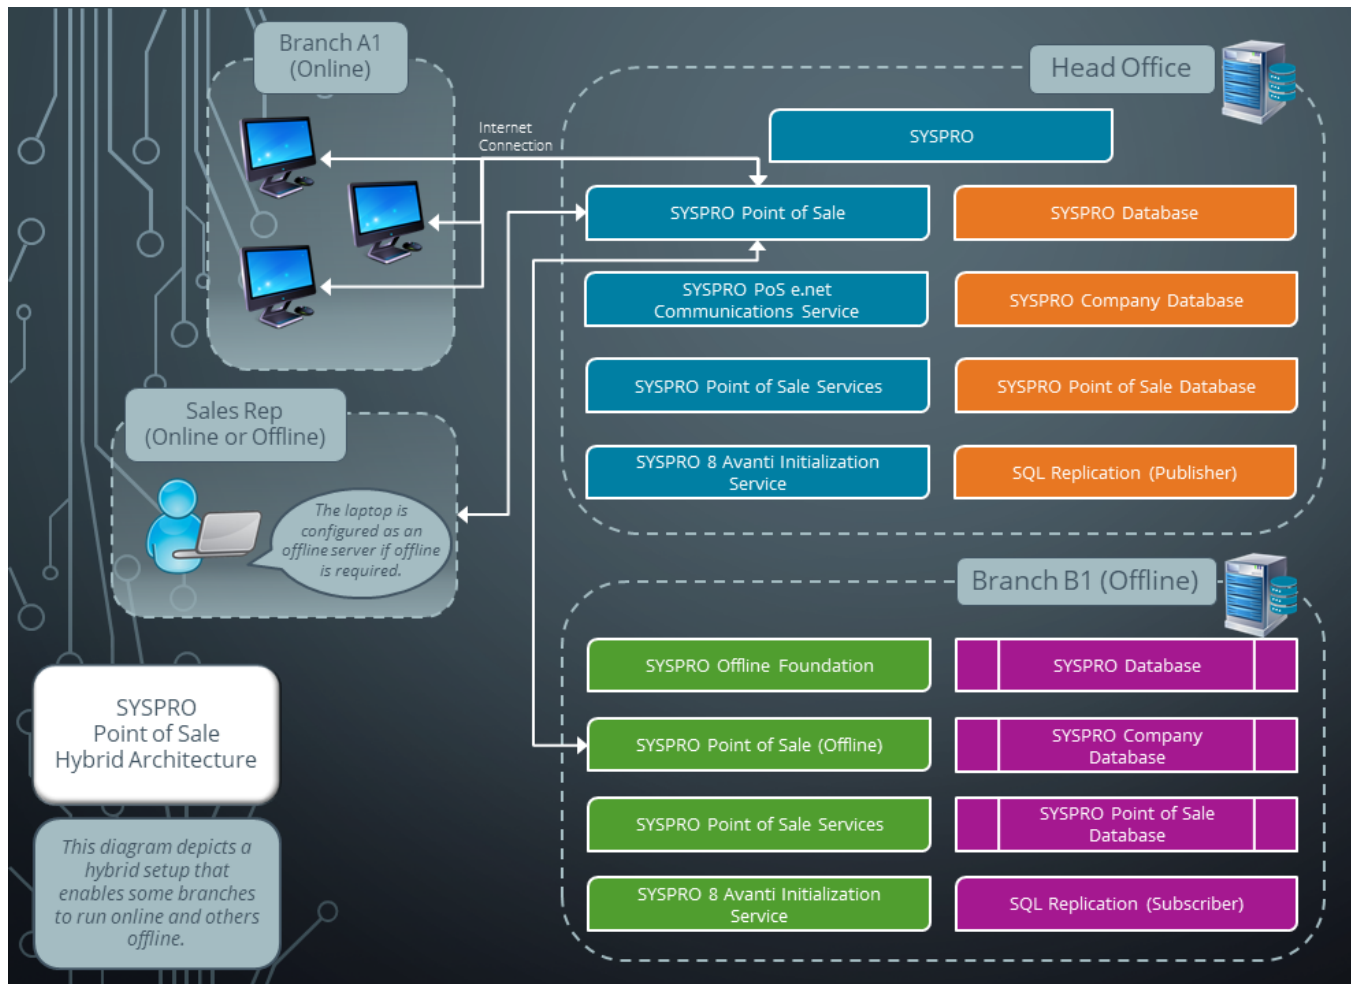 Branch A1
(Online)
Internet
Connection
Head Office
SYSPRO
SYSPRO Point of Sale
SYSPRO Database
SYSPRO PoS e.net
Communications Service
SYSPRO Company Database
SYSPRO Point of Sale Services
SYSPRO Point of Sale Database
SYSPRO 8 Avanti Initialization
Service
SQL Replication (Publisher)
Sales Rep
(Online or Offline)
The laptop is
configured as an
offline server if offline
is required.
Branch B1 (Offline)
SYSPRO Offline Foundation
SYSPRO Database
SYSPRO Point of Sale (Offline)
SYSPRO Company
Database
SYSPRO Point of Sale Services
SYSPRO Point of Sale
Database
SYSPRO 8 Avanti Initialization
Service
SQL Replication (Subscriber)
SYSPRO
Point of Sale
Hybrid Architecture
This diagram depicts a
hybrid setup that
enables some branches
to run online and others
offline.